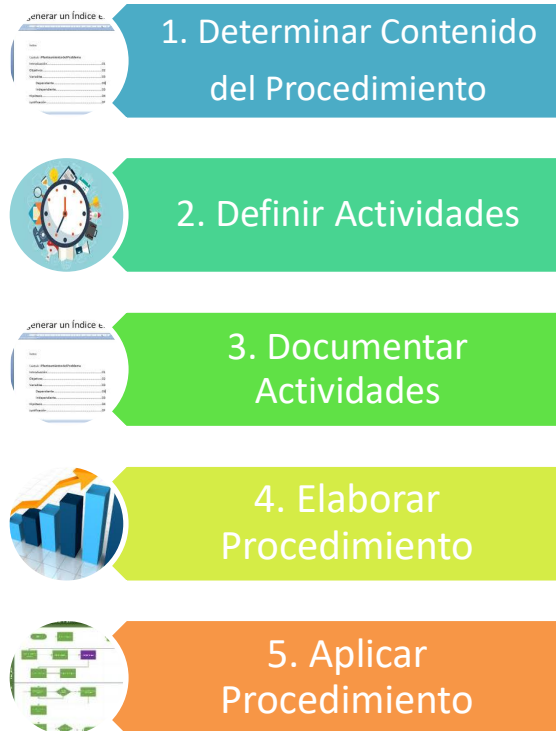 generar un Índice e
1. Determinar Contenido
del Procedimiento
2. Definir Actividades
generar un Índice e
3. Documentar
Actividades
4. Elaborar
Procedimiento
5. Aplicar
Procedimiento